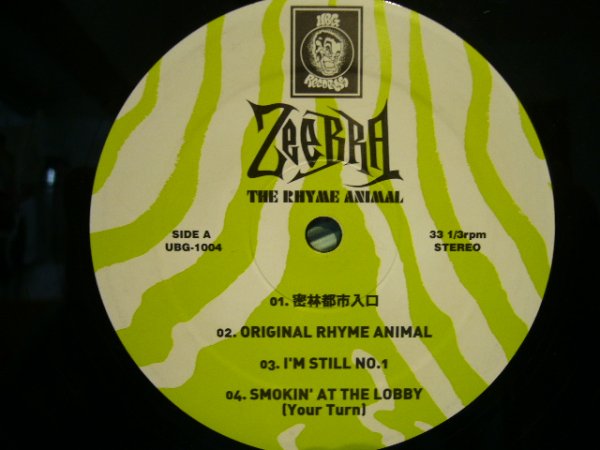 UBG
RECORDS
ZEEBRA
THE RHYME ANIMAL
SIDE A
UBG-1004
33 1/3rpm
STEREO
01. 密林都市入口
02. ORIGINAL RHYME ANIMAL
03. I'M STILL NO.1
04. SMOKIN' AT THE LOBBY
(Your Turn)